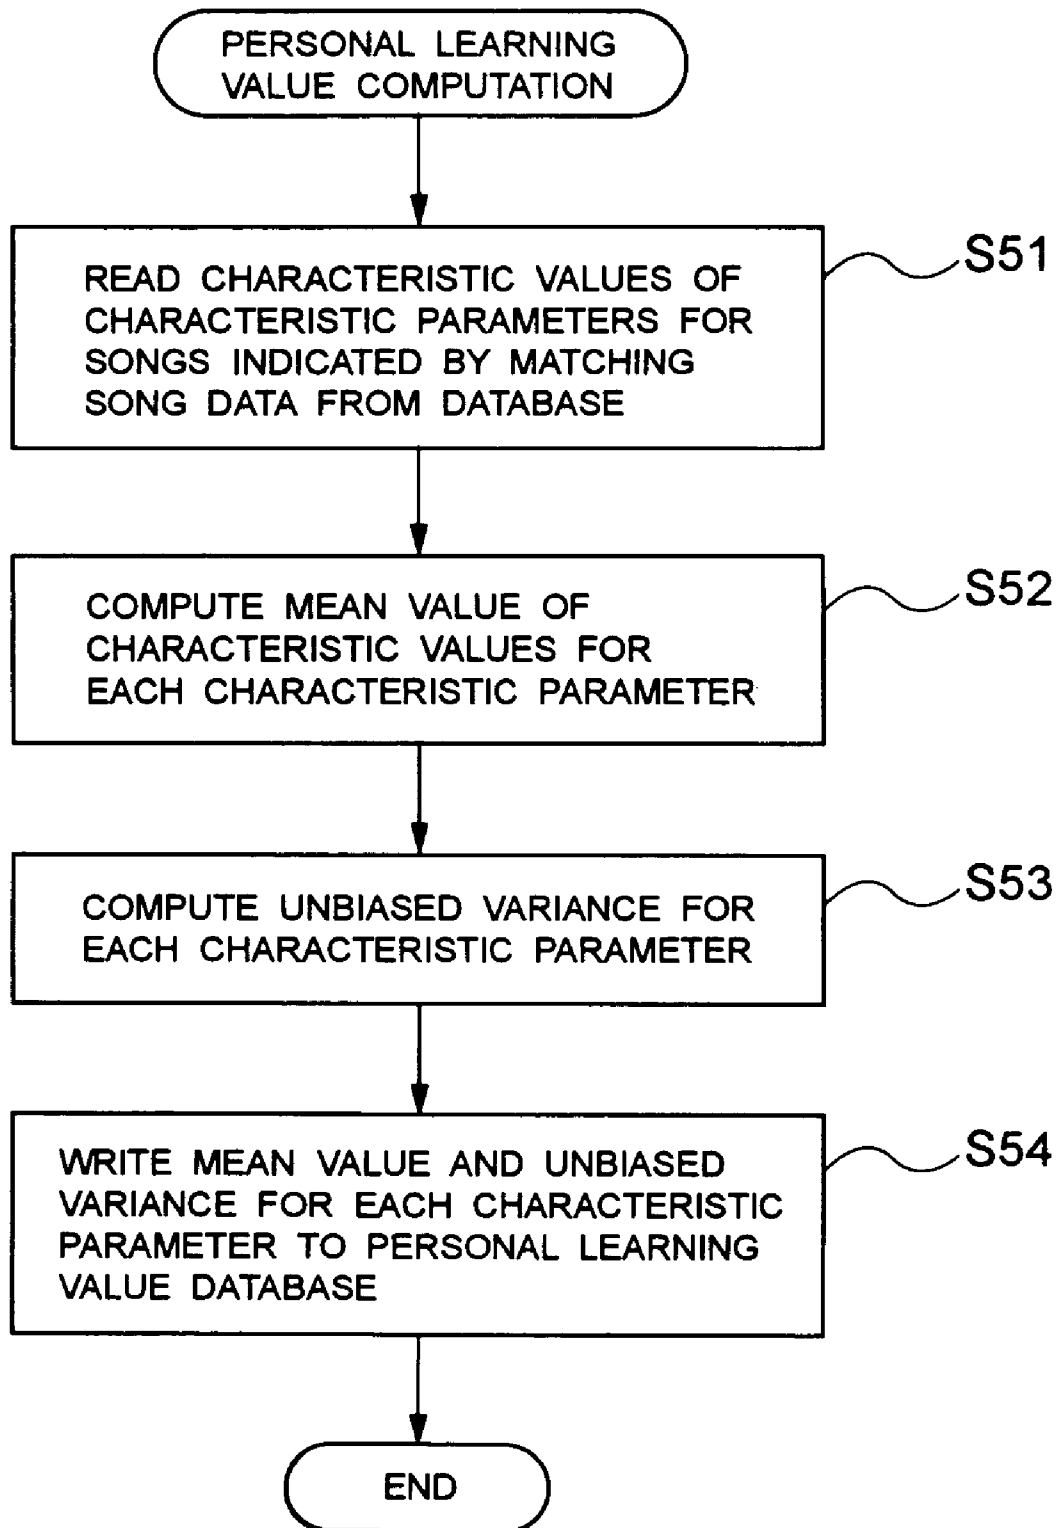 PERSONAL LEARNING
VALUE COMPUTATION
READ CHARACTERISTIC VALUES OF
CHARACTERISTIC PARAMETERS FOR
SONGS INDICATED BY MATCHING
SONG DATA FROM DATABASE
S51
COMPUTE MEAN VALUE OF
CHARACTERISTIC VALUES FOR
EACH CHARACTERISTIC PARAMETER
S52
COMPUTE UNBIASED VARIANCE FOR
EACH CHARACTERISTIC PARAMETER
S53
WRITE MEAN VALUE AND UNBIASED
VARIANCE FOR EACH CHARACTERISTIC
PARAMETER TO PERSONAL LEARNING
VALUE DATABASE
S54
END